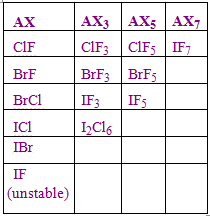 AX AX3 AX5 AX7
ClF ClF3 ClF5 IF7
BrF BrF3 BrF5
BrCl IF3 IF5
ICl I2Cl6
IBr
IF
(unstable)